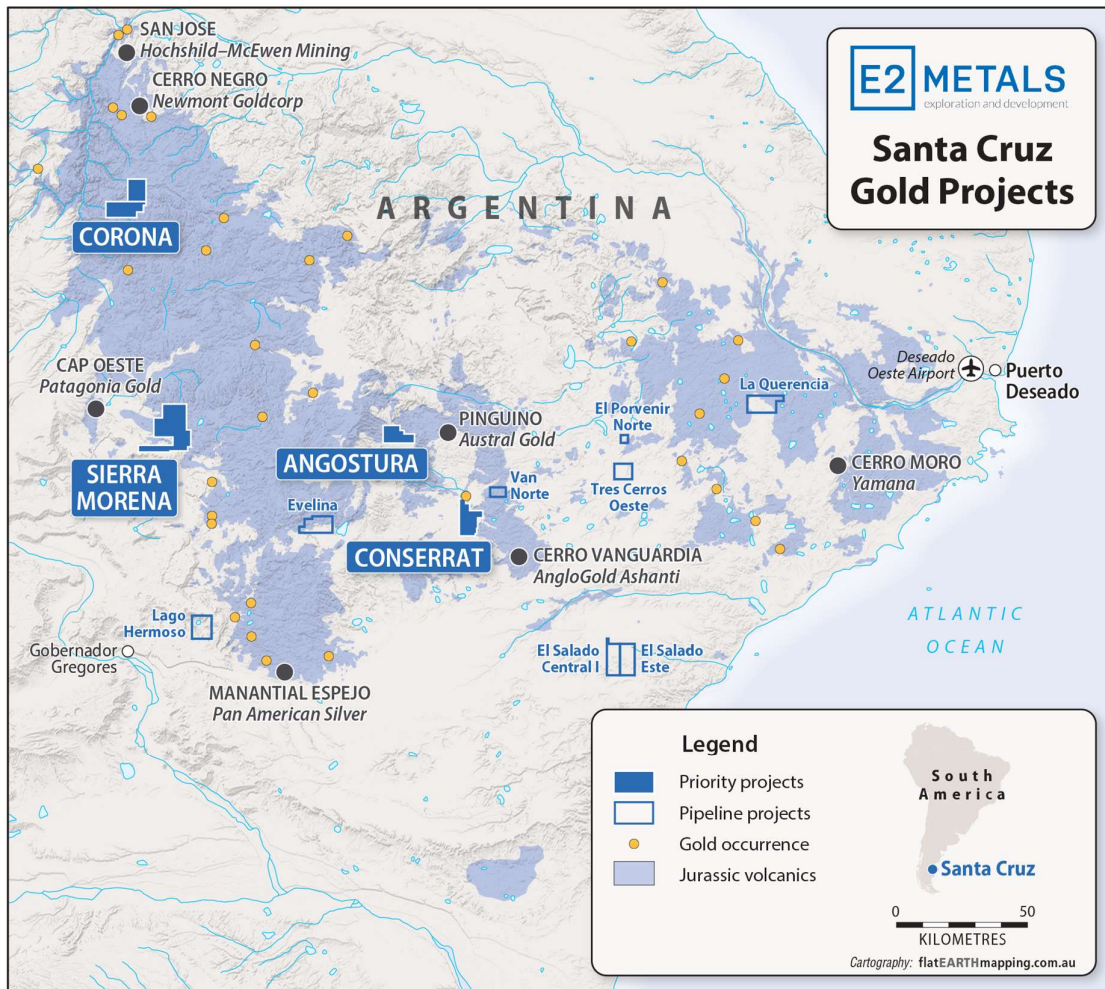 SAN JOSE
Hochshild–McEwen Mining
CERRO NEGRO
Newmont Goldcorp
E2 METALS
exploration and development
Santa Cruz
Gold Projects
ARGENTINA
CORONA
CAP OESTE
Patagonia Gold
Deseado
Oeste Airport
Puerto
Deseado
La Querencia
El Porvenir
Norte
PINGUINO
Austral Gold
ANGOSTURA
SIERRA
MORENA
Van
Norte
Tres Cerros
Oeste
CERRO MORO
Yamana
Evelina
CONSERRAT
CERRO VANGUARDIA
AngloGold Ashanti
Lago
Hermoso
Gobernador
Gregores
El Salado
Central I
El Salado
Este
ATLANTIC
OCEAN
MANANTIAL ESPEJO
Pan American Silver
Legend
Priority projects
Pipeline projects
Gold occurrence
Jurassic volcanics
South
America
Santa Cruz
0 50
KILOMETRES
Cartography: flatEARTHmapping.com.au